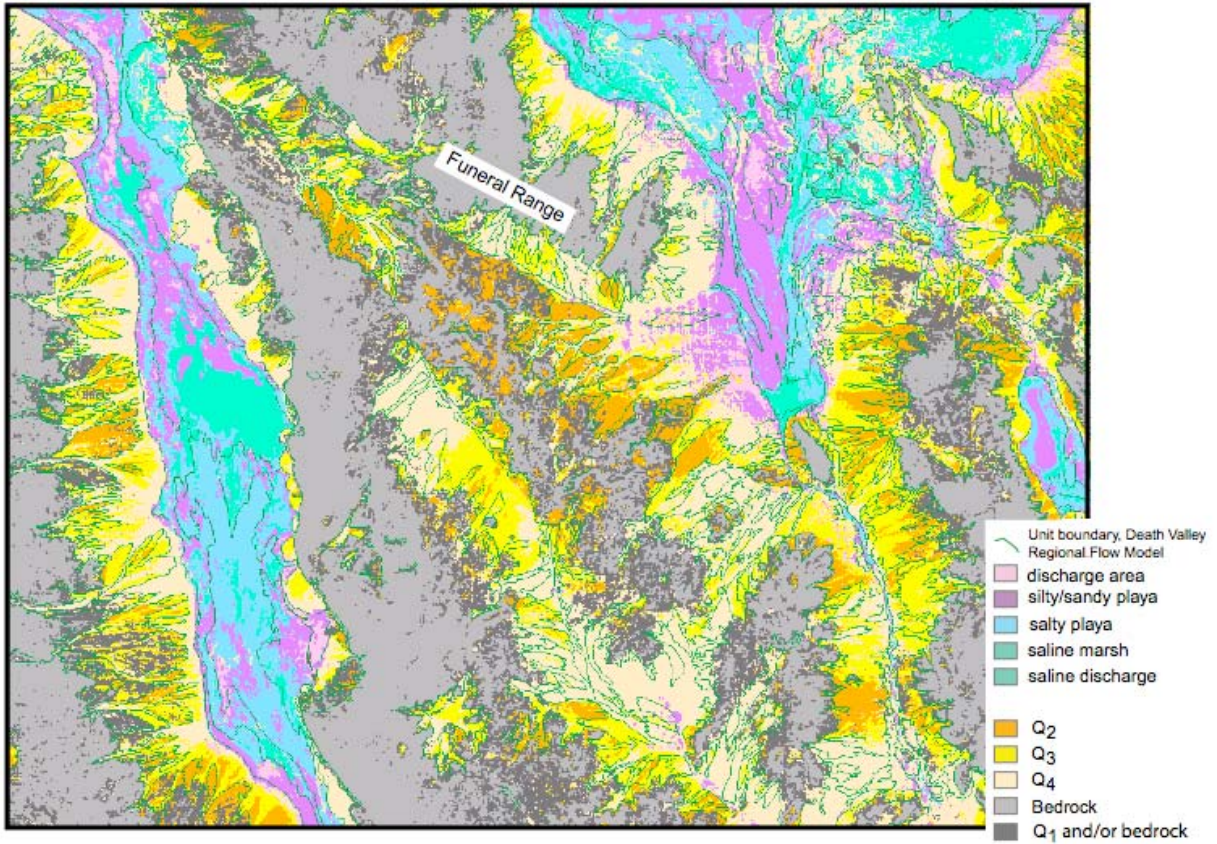 Funeral Range
Unit boundary, Death Valley
Regional Flow Model
discharge area
silty/sandy playa
salty playa
saline marsh
saline discharge
Q2
Q3
Q4
Bedrock
Q1 and/or bedrock